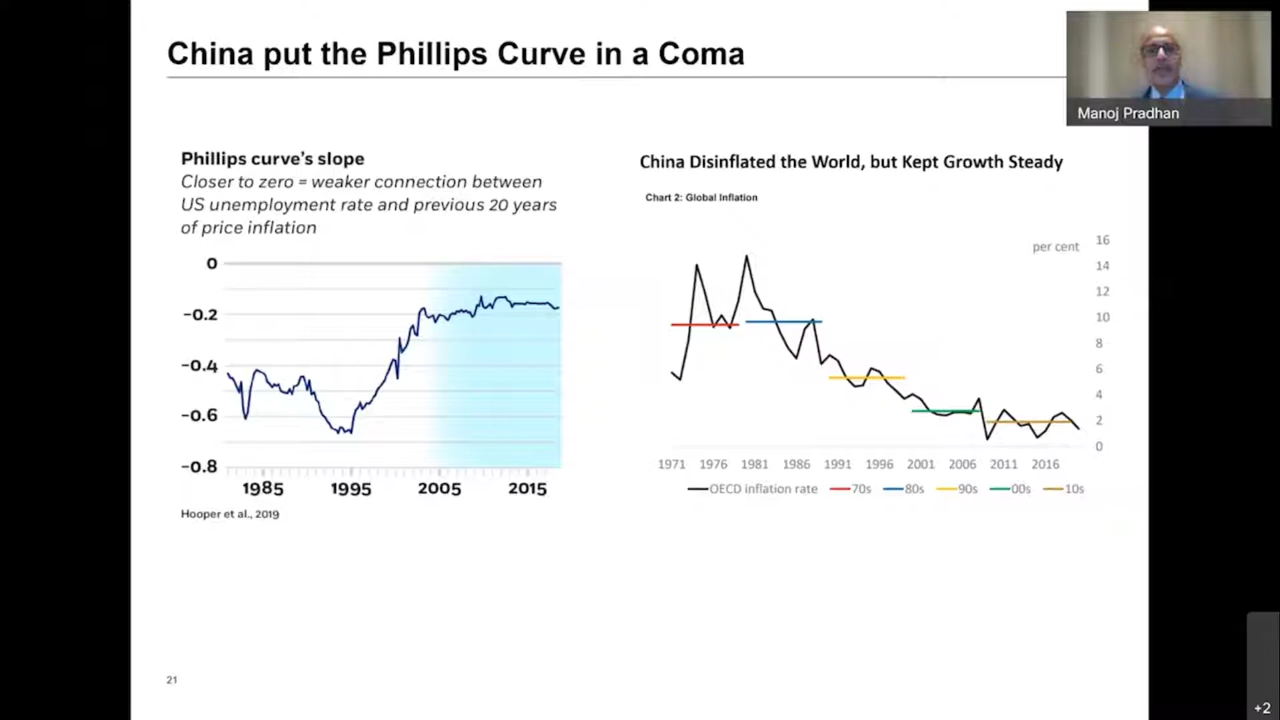 China put the Phillips Curve in a Coma
Manoj Pradhan
Phillips curve's slope
Closer to zero = weaker connection between
US unemployment rate and previous 20 years
of price inflation
0
−0.2
−0.4
−0.6
−0.8
1985 1995 2005 2015
Hooper et al., 2019
China Disinflated the World, but Kept Growth Steady
Chart 2: Global Inflation
per cent
16
14
12
10
8
6
4
2
0
1971 1976 1981 1986 1991 1996 2001 2006 2011 2016
OECD inflation rate 70s 80s 90s 00s 10s
21
+2